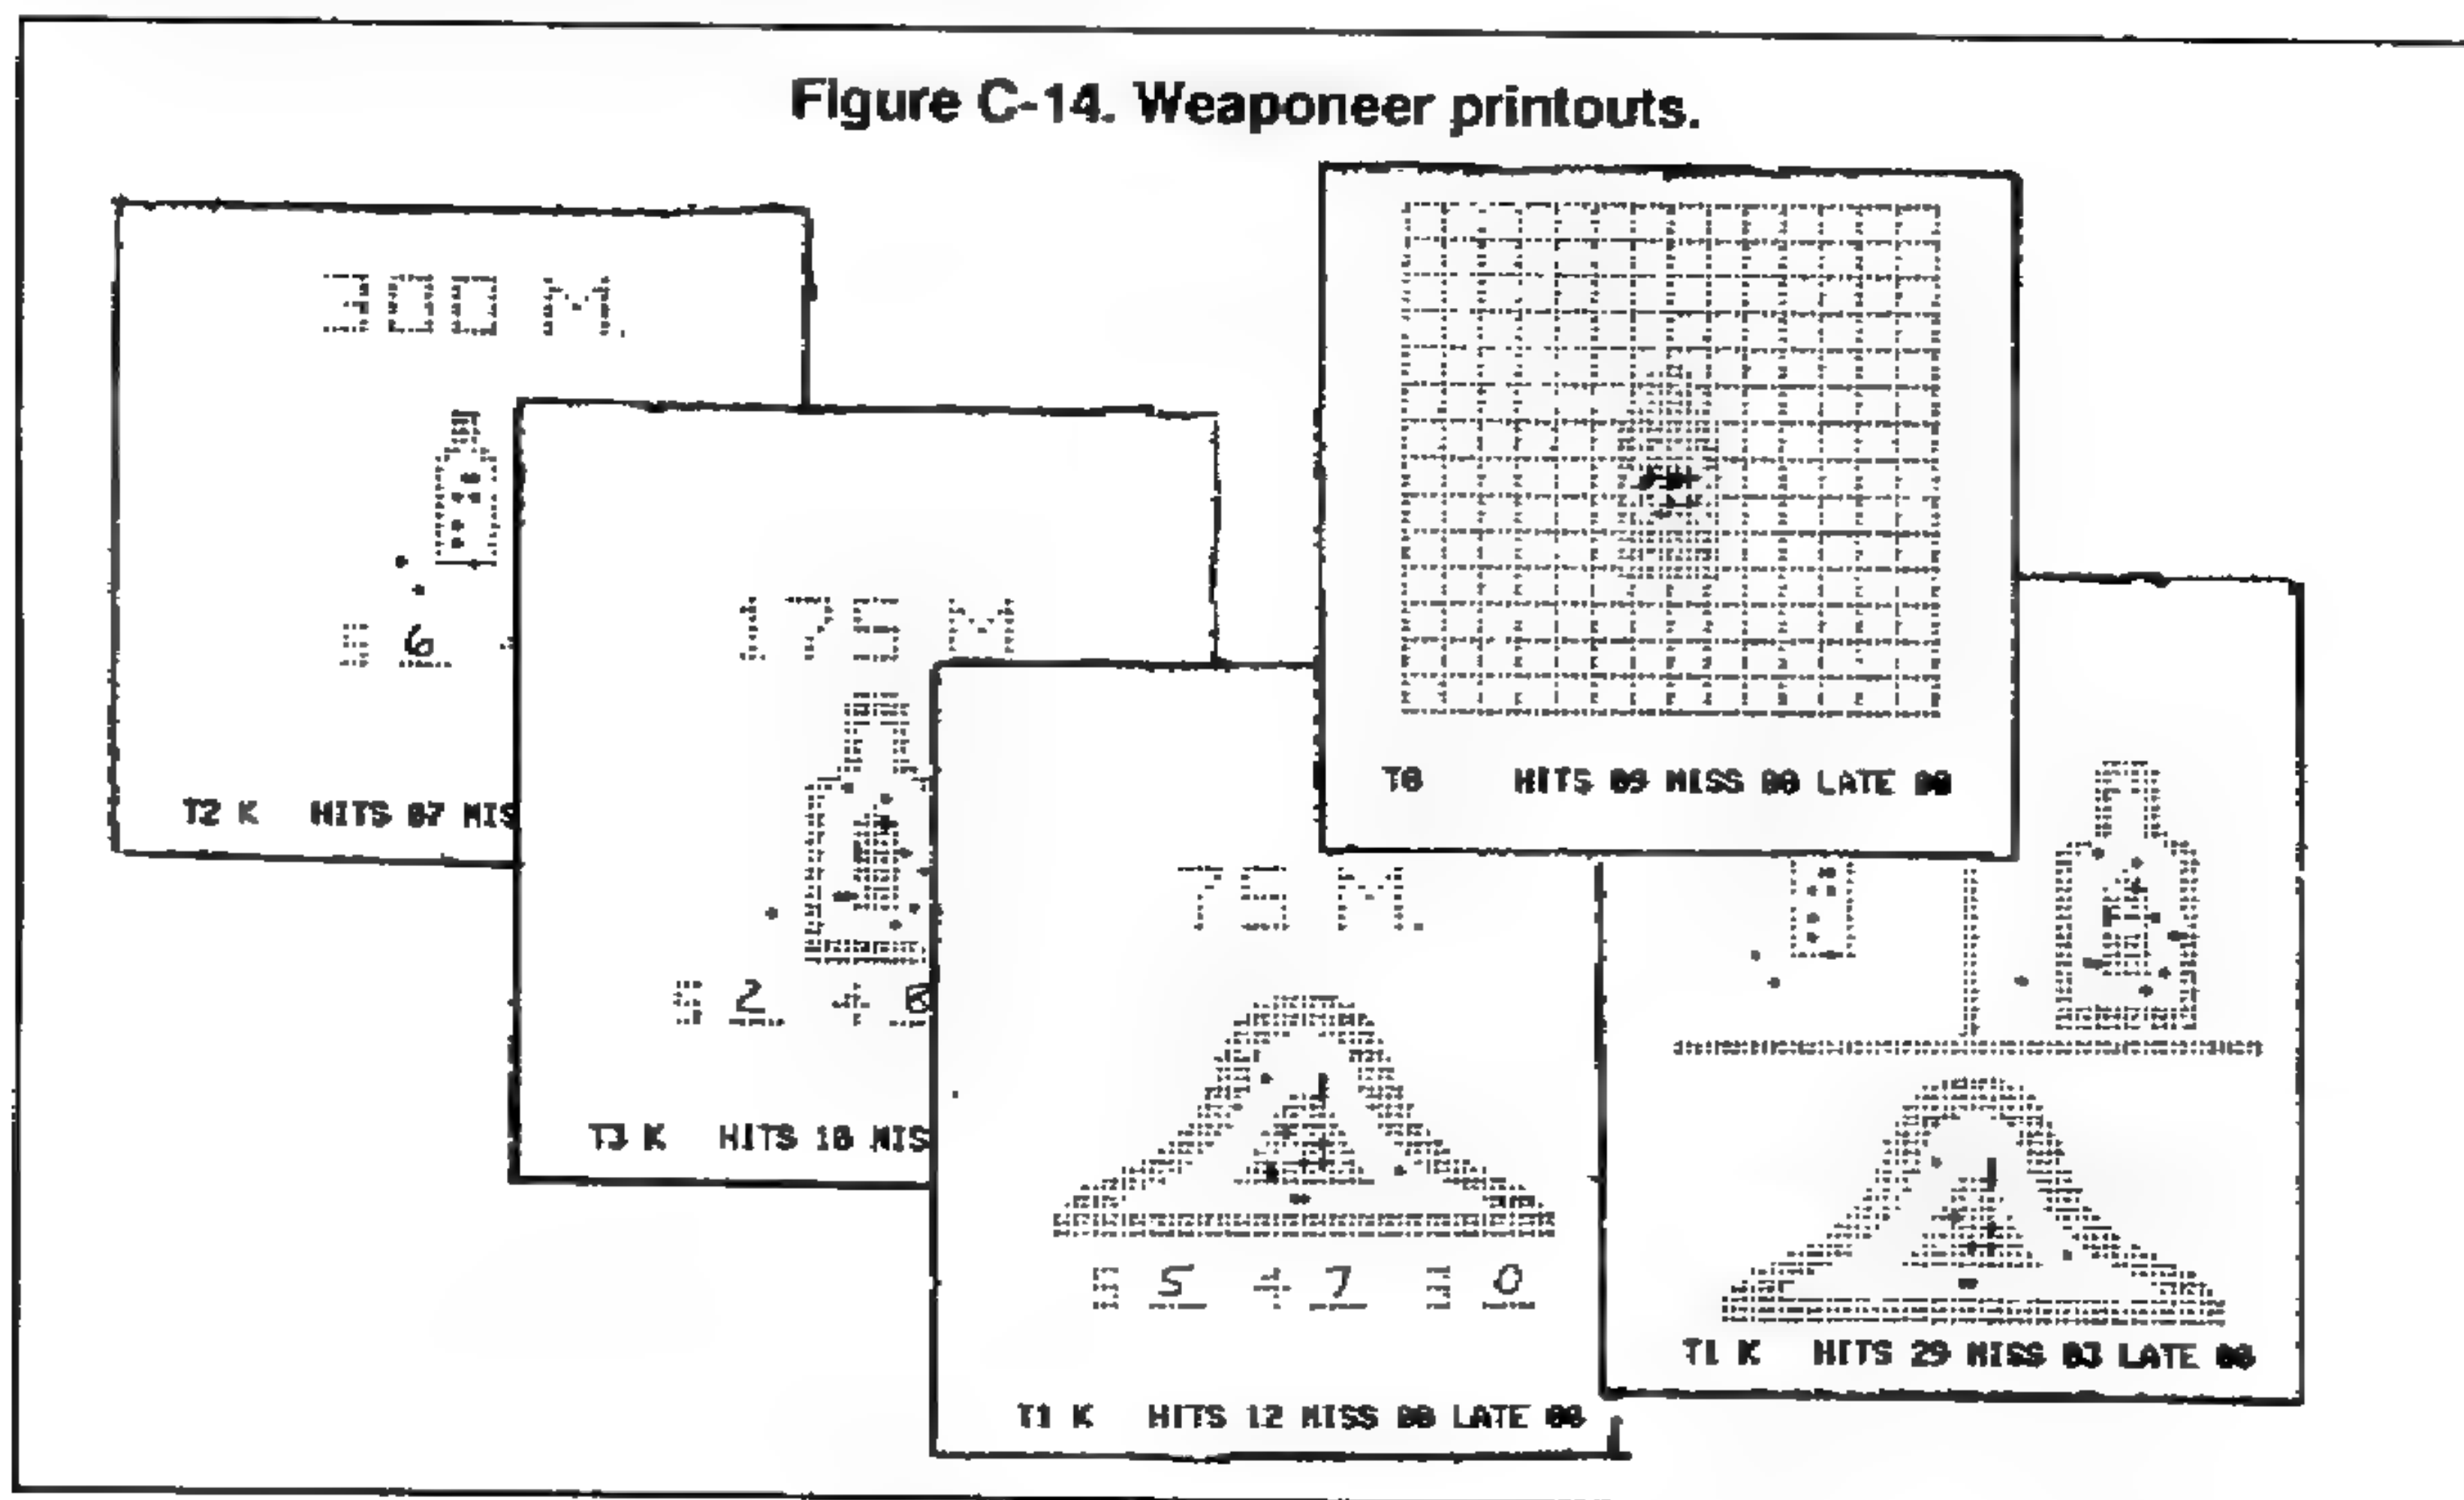 Figure C-14. Weaponeer printouts.
300 M.
5 6
T2 K HITS 07 MIS
175 M
5 2 4 8
T3 K HITS 10 MIS
75 M.
5 5 4 7 3 0
T1 K HITS 12 MISS 00 LATE 00
T0 HITS 09 MISS 00 LATE 00
T1 K HITS 29 MISS 03 LATE 00